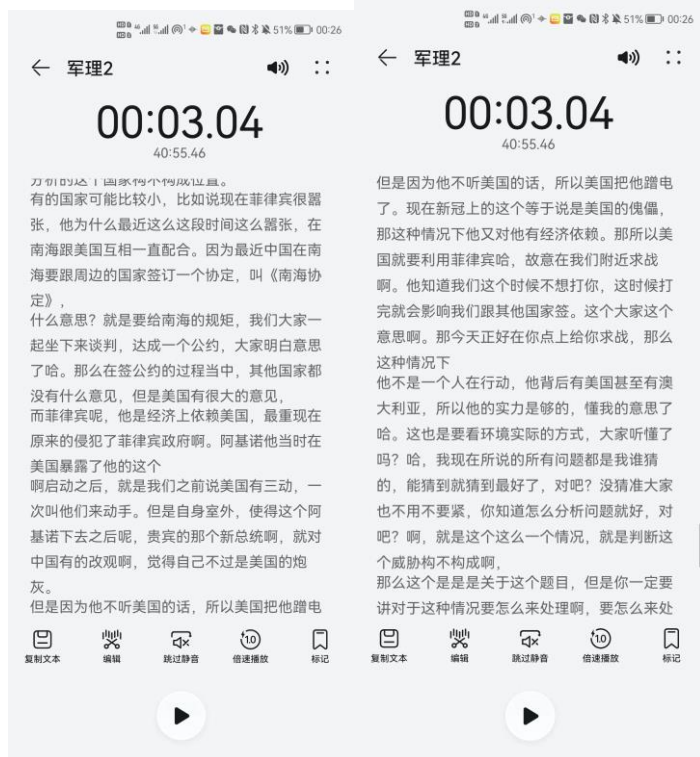 51% 00:26
军理2
00:03.04
40:55.46
分析的这个国家构不构成位置。
有的国家可能比较小，比如说现在菲律宾很嚣
张，他为什么最近这么这段时间这么嚣张，在
南海跟美国互相一直配合。因为最近中国在南
海要跟周边的国家签订一个协定，叫《南海协
定》，
什么意思？就是要给南海的规矩，我们大家一
起坐下来谈判，达成一个公约，大家明白意思
了哈。那么在签公约的过程当中，其他国家都
没有什么意见，但是美国有很大的意见，
而菲律宾呢，他是经济上依赖美国，最重现在
原来的侵犯了菲律宾政府啊。阿基诺他当时在
美国暴露了他的这个
啊启动之后，就是我们之前说美国有三动，一
次叫他们来动手。但是自身室外，使得这个阿
基诺下去之后呢，贵宾的那个新总统啊，就对
中国有的改观啊，觉得自己不过是美国的炮
灰。
但是因为他不听美国的话，所以美国把他蹭电
复制文本
编辑
跳过静音
1.0
倍速播放
标记
51% 00:26
军理2
00:03.04
40:55.46
但是因为他不听美国的话，所以美国把他蹭电
了。现在新冠上的这个等于说是美国的傀儡，
那这种情况下他又对他有经济依赖。那所以美
国就要利用菲律宾哈，故意在我们附近求战
啊。他知道我们这个时候不想打你，这时候打
完就会影响我们跟其他国家签。这个大家这个
意思啊。那今天正好在你点上给你求战，那么
这种情况下
他不是一个人在行动，他背后有美国甚至有澳
大利亚，所以他的实力是够的，懂我的意思了
哈。这也是要看环境实际的方式，大家听懂了
吗？哈，我现在所说的所有问题都是我谁猜
的，能猜到就猜到最好了，对吧？没猜准大家
也不用不要紧，你知道怎么分析问题就好，对
吧？啊，就是这个这么一个情况，就是判断这
个威胁构不构成啊，
那么这个是是是关于这个题目，但是你一定要
讲对于这种情况要怎么来处理啊，要怎么来处
复制文本
编辑
跳过静音
1.0
倍速播放
标记